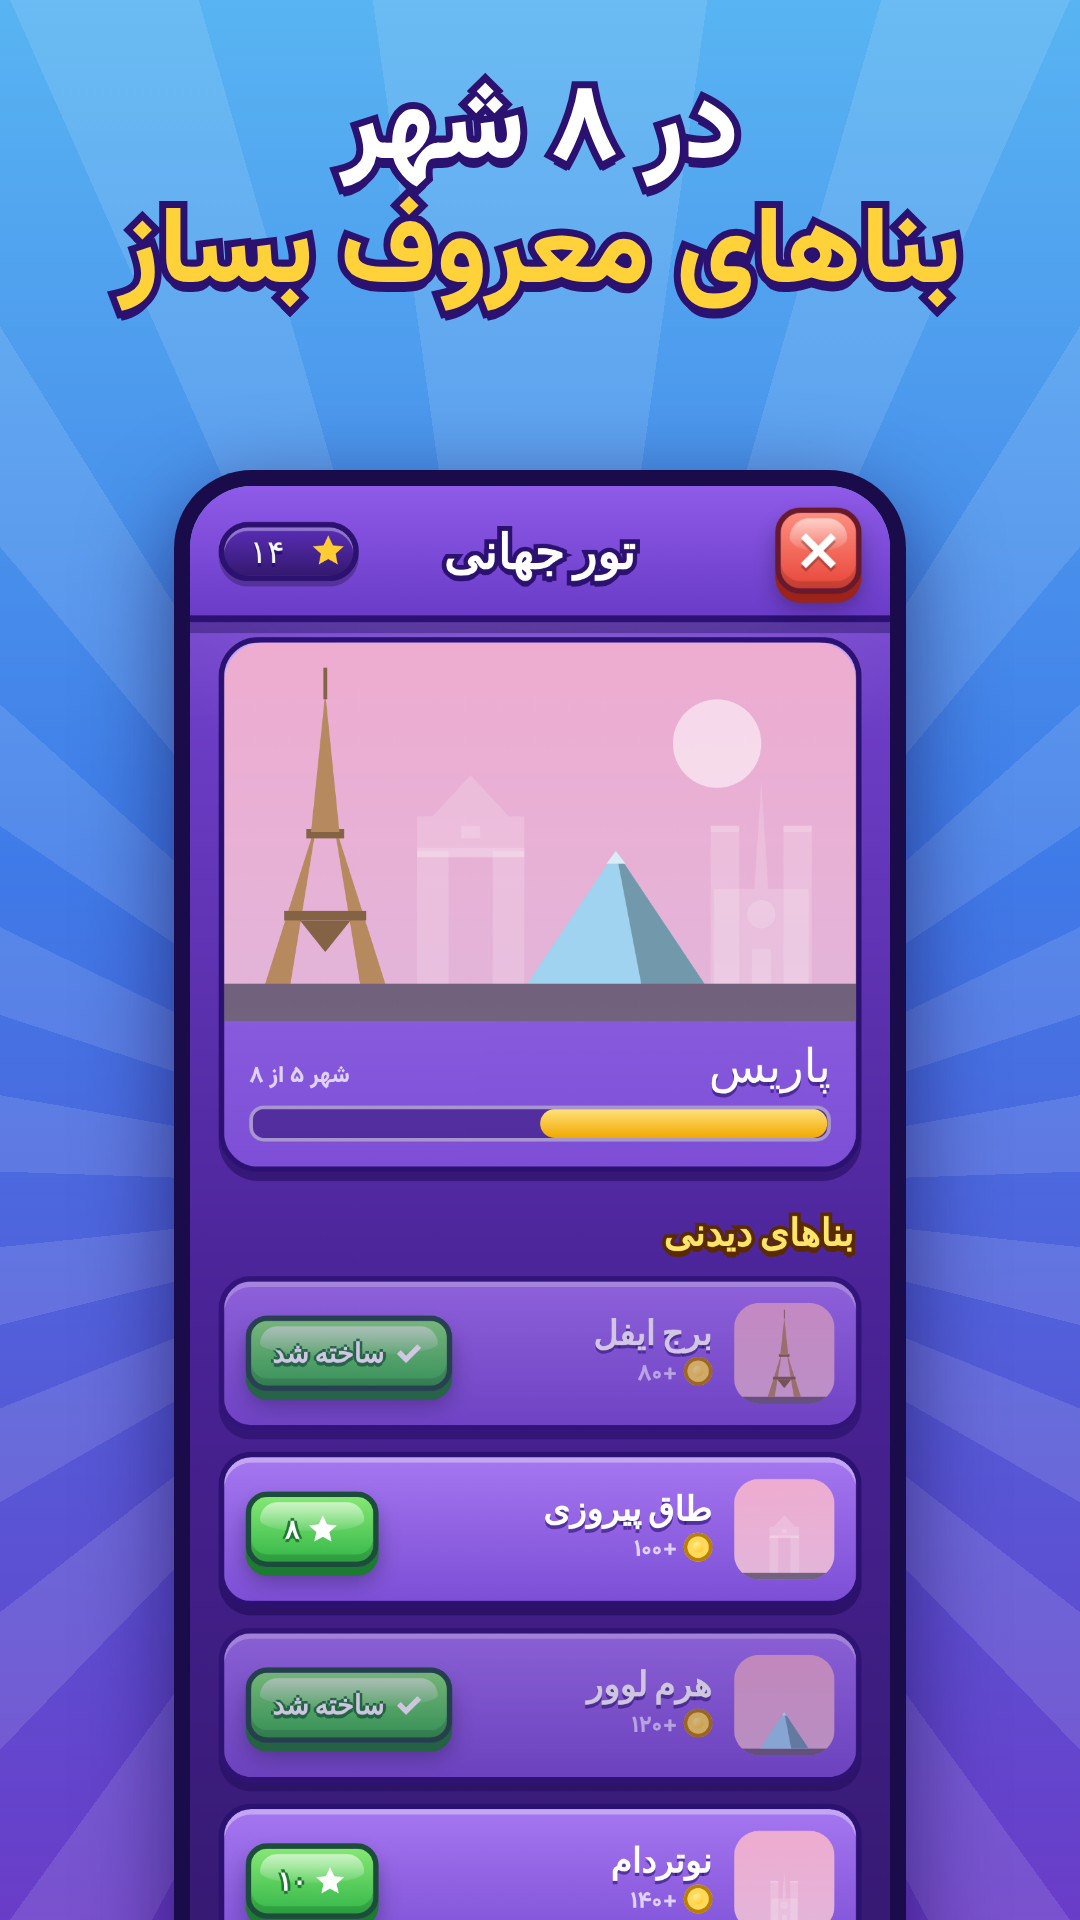 در ۸ شهر
بناهای معروف بساز
تور جهانی
۱۴
پاریس
شهر ۵ از ۸
بناهای دیدنی
برج ایفل
+۸۰
ساخته شد
طاق پیروزی
+۱۰۰
۸
هرم لوور
+۱۲۰
ساخته شد
نوتردام
+۱۴۰
۱۰